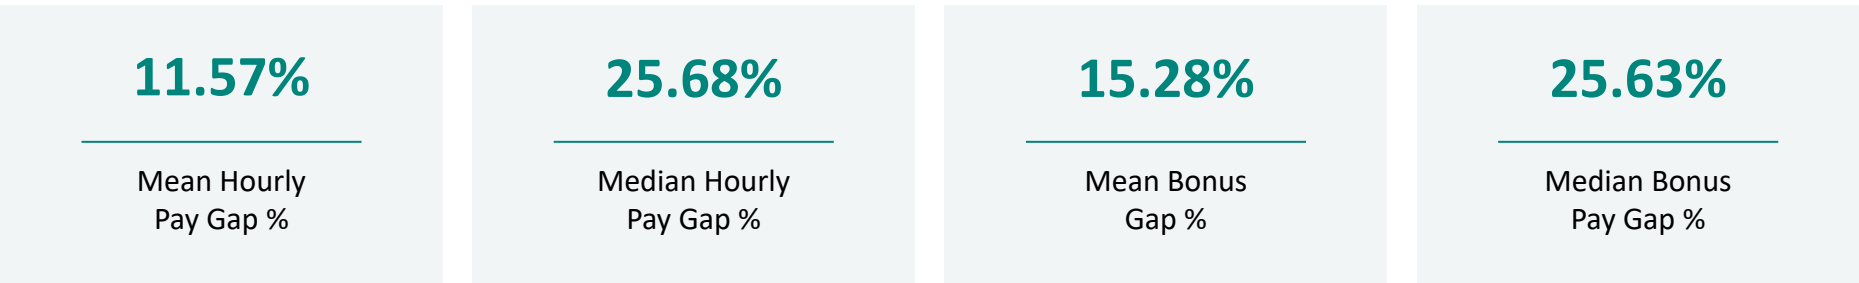 11.57%
Mean Hourly
Pay Gap %
25.68%
Median Hourly
Pay Gap %
15.28%
Mean Bonus
Gap %
25.63%
Median Bonus
Pay Gap %